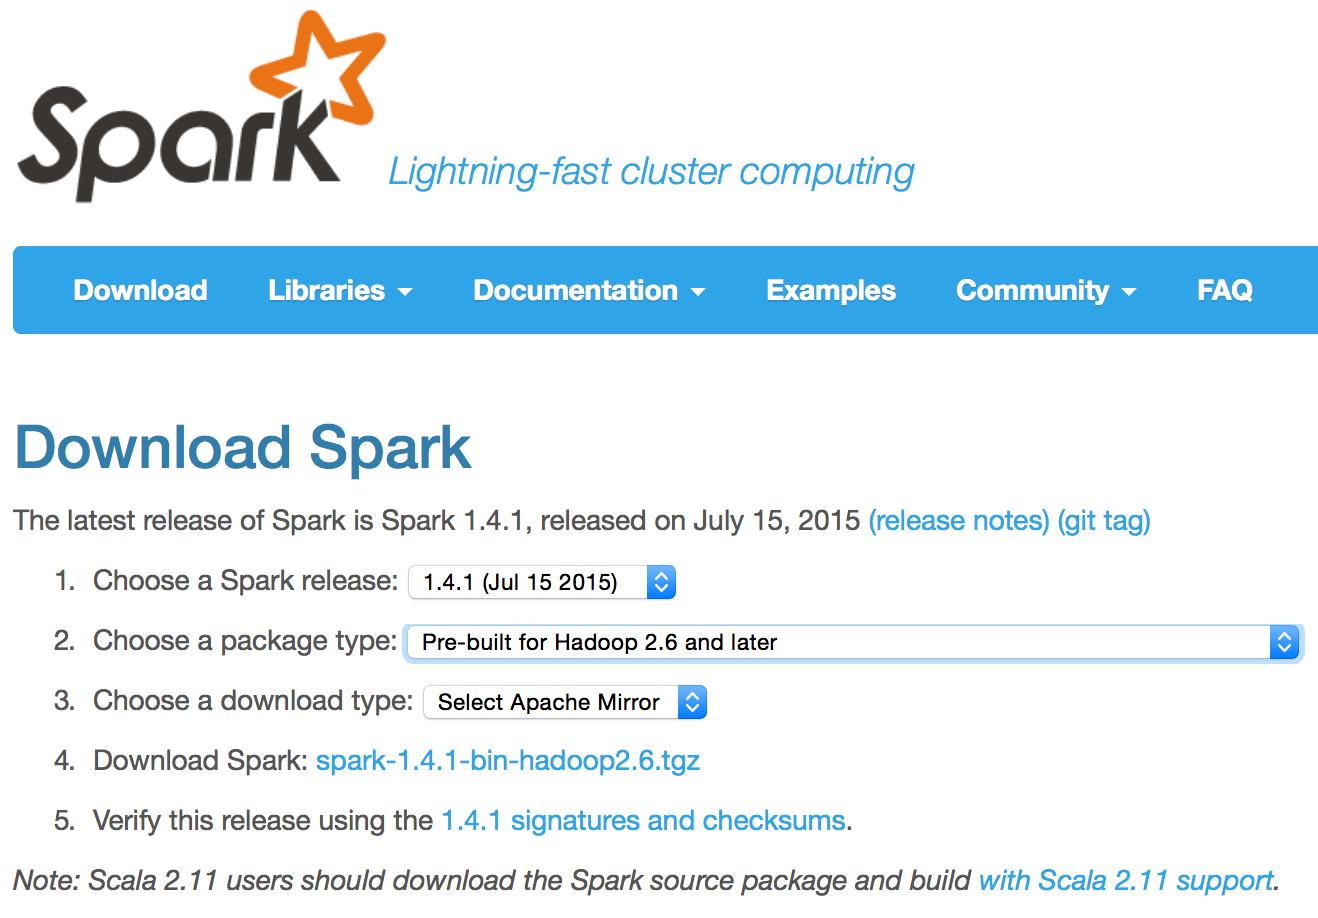 Spark
Lightning-fast cluster computing
Download Libraries Documentation Examples Community FAQ
Download Spark
The latest release of Spark is Spark 1.4.1, released on July 15, 2015 (release notes) (git tag)
1. Choose a Spark release: 1.4.1 (Jul 15 2015)
2. Choose a package type: Pre-built for Hadoop 2.6 and later
3. Choose a download type: Select Apache Mirror
4. Download Spark: spark-1.4.1-bin-hadoop2.6.tgz
5. Verify this release using the 1.4.1 signatures and checksums.
Note: Scala 2.11 users should download the Spark source package and build with Scala 2.11 support.